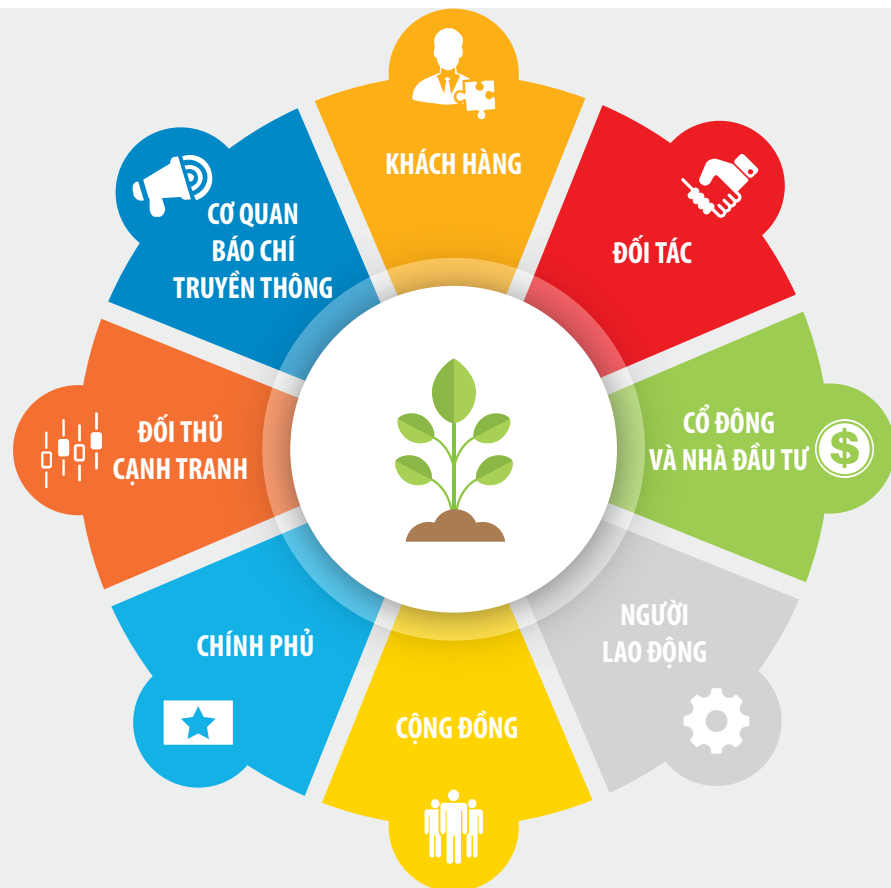 KHÁCH HÀNG
ĐỐI TÁC
CỔ ĐÔNG
VÀ NHÀ ĐẦU TƯ
$
NGƯỜI
LAO ĐỘNG
CỘNG ĐỒNG
CHÍNH PHỦ
ĐỐI THỦ
CẠNH TRANH
CƠ QUAN
BÁO CHÍ
TRUYỀN THÔNG